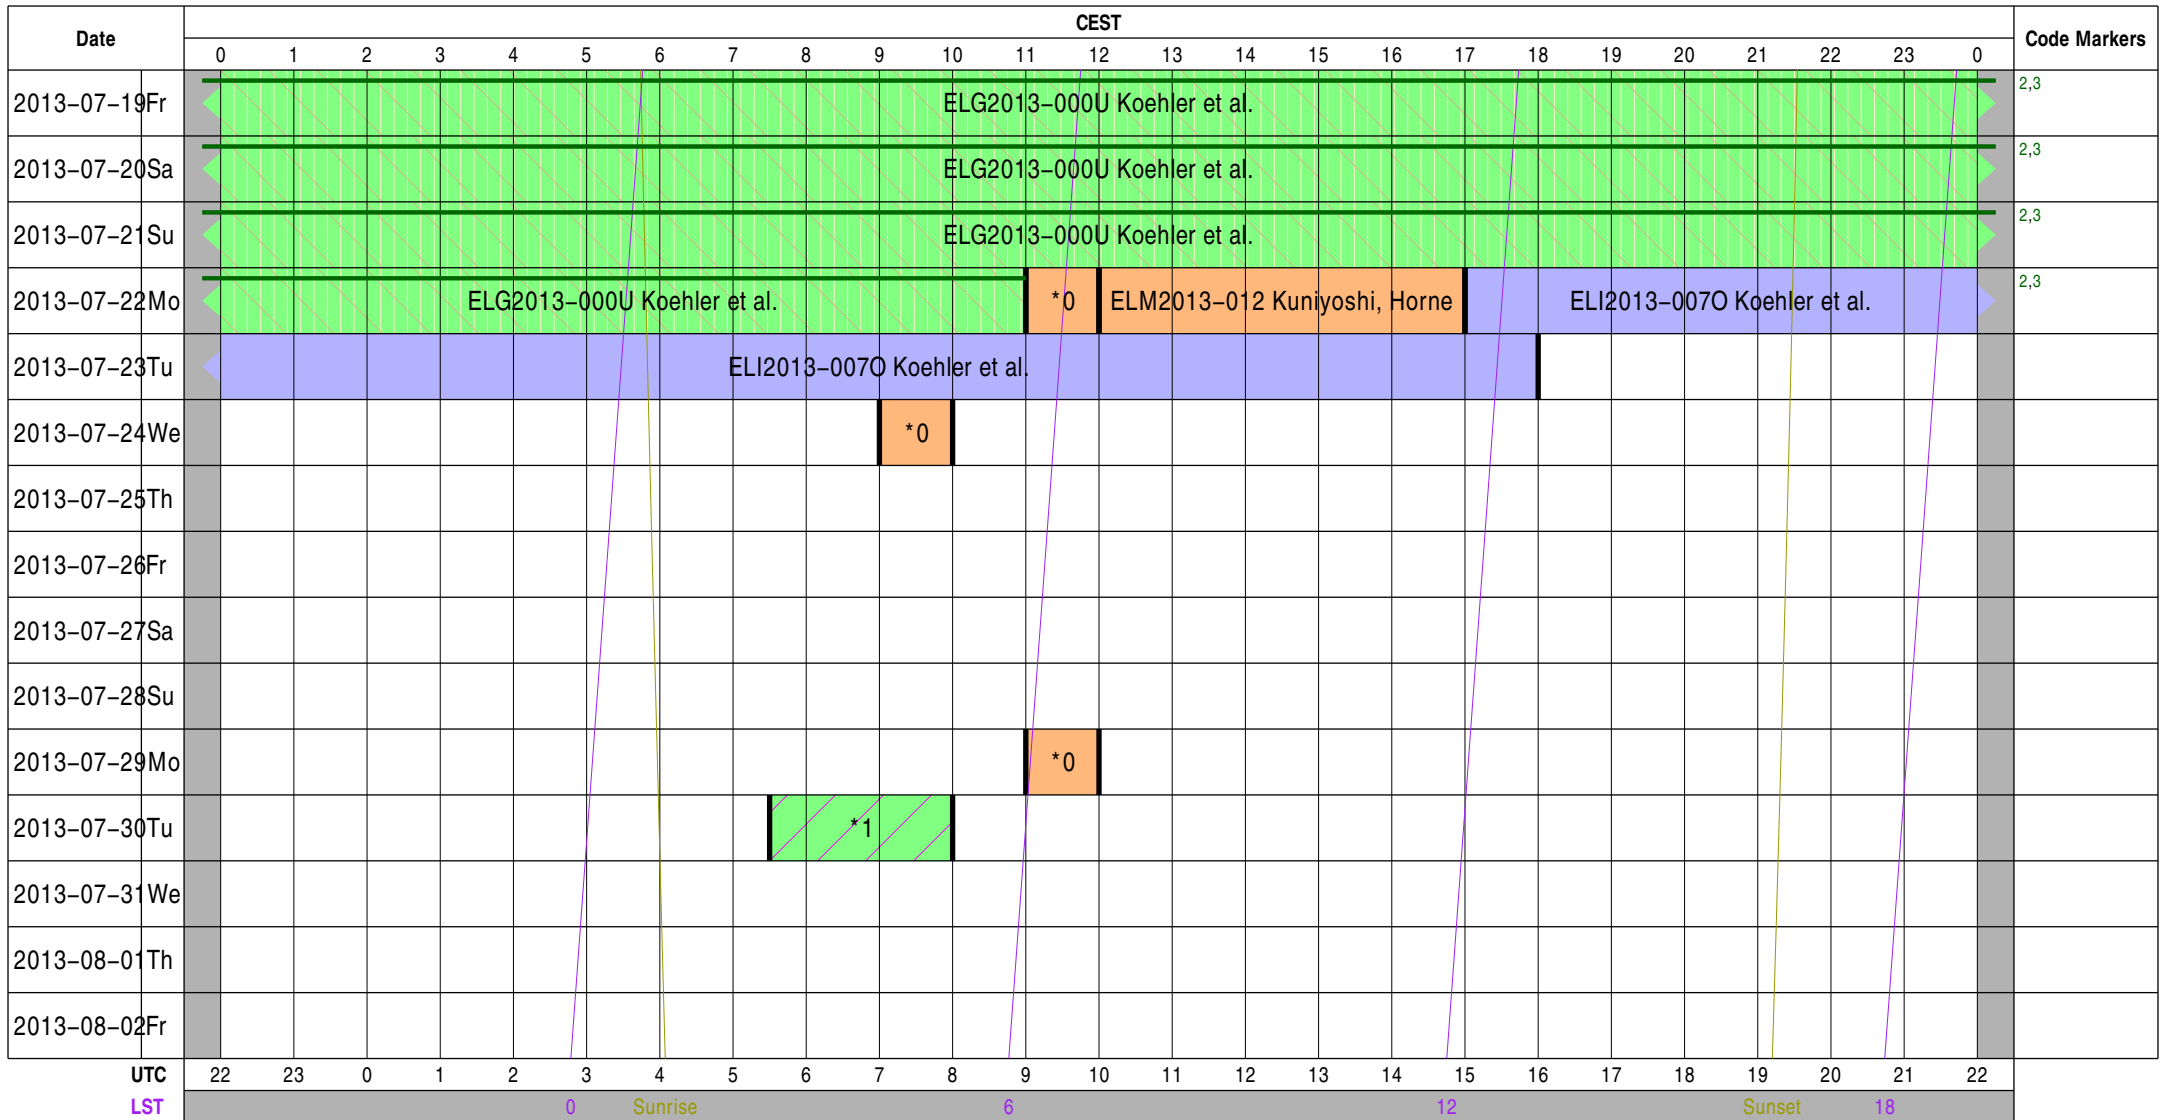 Date
CEST
Code Markers
0 1 2 3 4 5 6 7 8 9 10 11 12 13 14 15 16 17 18 19 20 21 22 23 0
2013-07-19Fr ELG2013-000U Koehler et al. 2,3
2013-07-20Sa ELG2013-000U Koehler et al. 2,3
2013-07-21Su ELG2013-000U Koehler et al. 2,3
2013-07-22Mo ELG2013-000U Koehler et al. *0 ELM2013-012 Kuniyoshi, Horne ELI2013-007O Koehler et al. 2,3
2013-07-23Tu ELI2013-007O Koehler et al.
2013-07-24We *0
2013-07-25Th
2013-07-26Fr
2013-07-27Sa
2013-07-28Su
2013-07-29Mo *0
2013-07-30Tu *1
2013-07-31We
2013-08-01Th
2013-08-02Fr
UTC 22 23 0 1 2 3 4 5 6 7 8 9 10 11 12 13 14 15 16 17 18 19 20 21 22
LST 0 Sunrise 6 12 Sunset 18